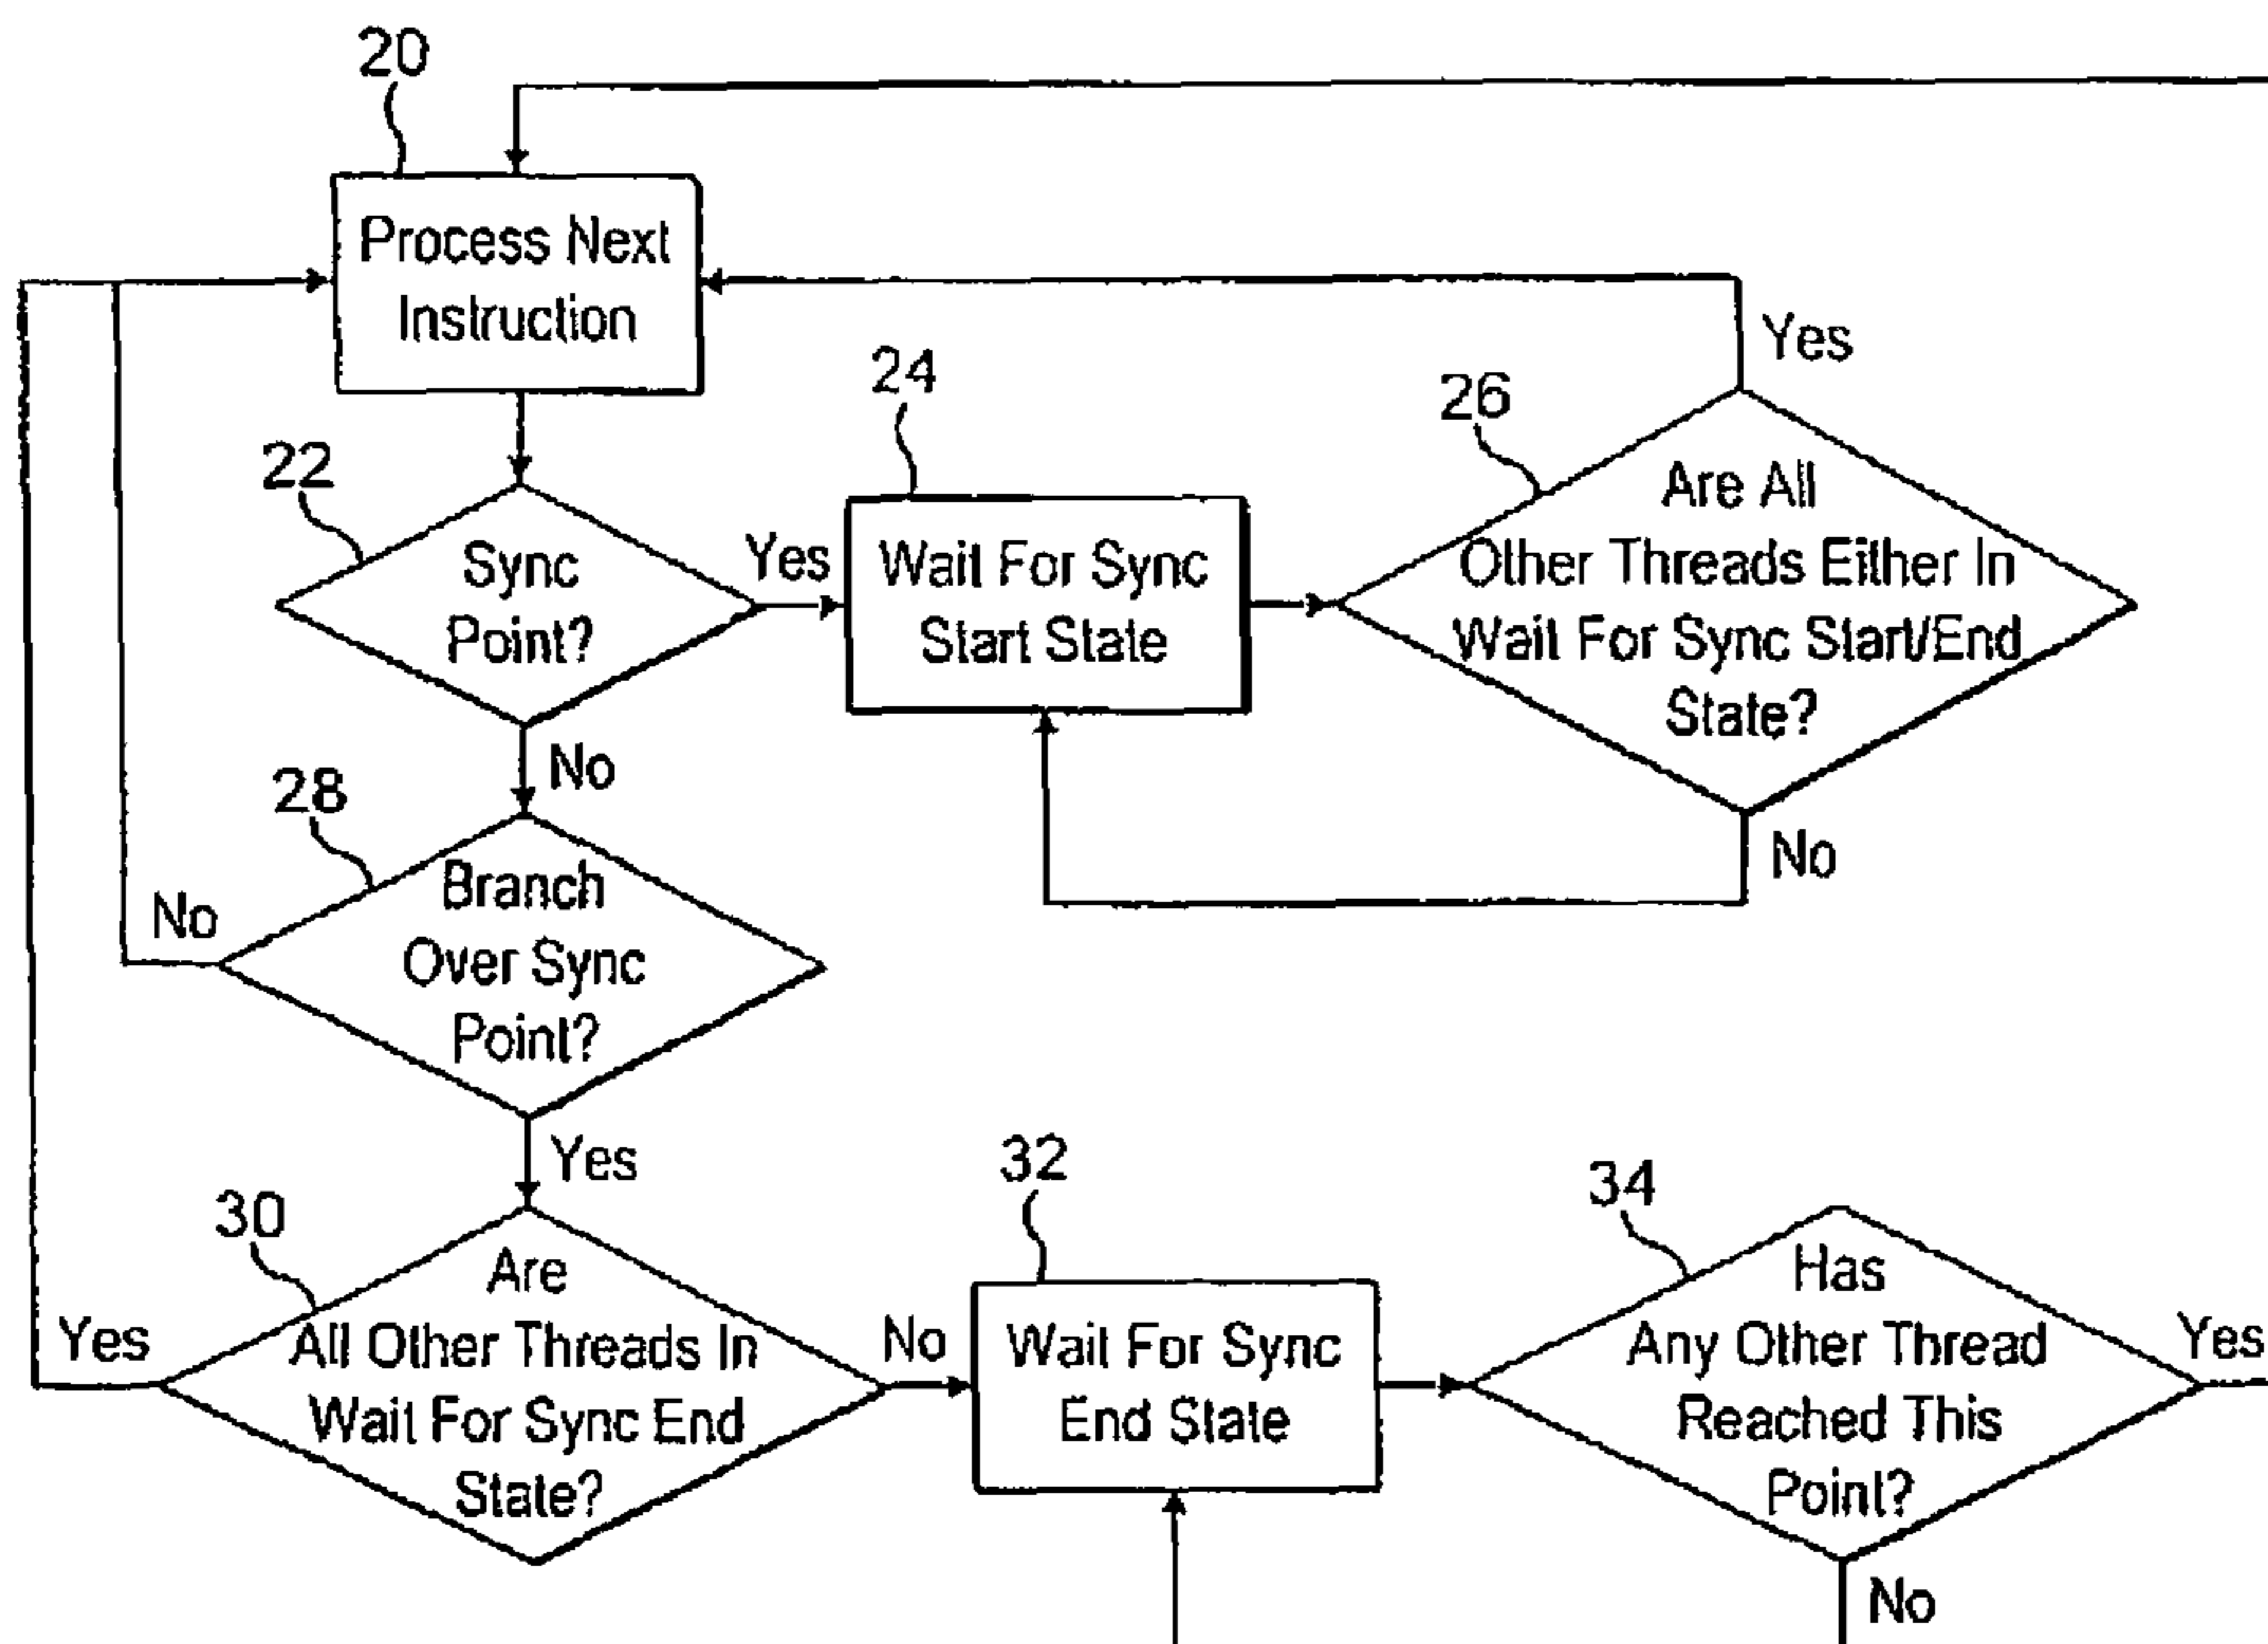 20
Process Next
Instruction
22
Sync
Point?
Yes
24
Wait For Sync
Start State
26
Are All
Other Threads Either In
Wait For Sync Start/End
State?
Yes
No
No
28
Branch
Over Sync
Point?
No
Yes
30
Are
All Other Threads In
Wait For Sync End
State?
Yes
No
32
Wait For Sync
End State
34
Has
Any Other Thread
Reached This
Point?
Yes
No